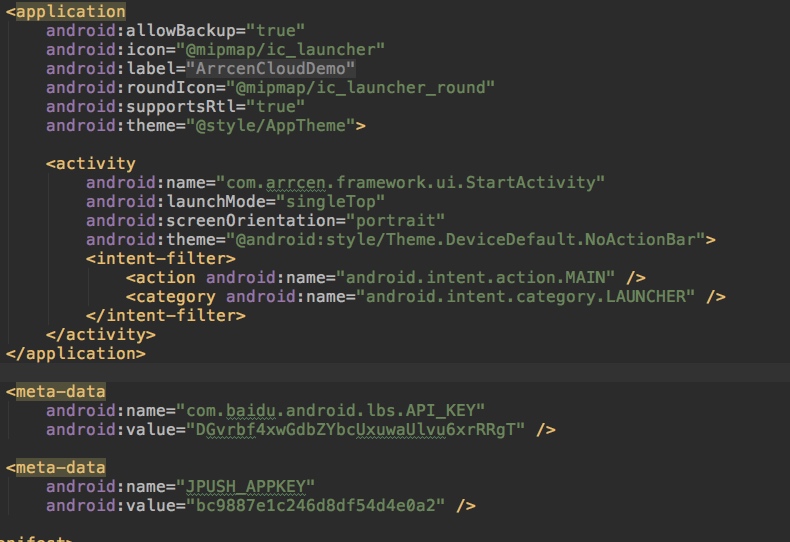 <application
android:allowBackup="true"
android:icon="@mipmap/ic_launcher"
android:label="ArrcenCloudDemo"
android:roundIcon="@mipmap/ic_launcher_round"
android:supportsRtl="true"
android:theme="@style/AppTheme">
<activity
android:name="com.arrcen.framework.ui.StartActivity"
android:launchMode="singleTop"
android:screenOrientation="portrait"
android:theme="@android:style/Theme.DeviceDefault.NoActionBar">
<intent-filter>
<action android:name="android.intent.action.MAIN" />
<category android:name="android.intent.category.LAUNCHER" />
</intent-filter>
</activity>
</application>
<meta-data
android:name="com.baidu.android.lbs.API_KEY"
android:value="DGvrbf4xwGdbZYbcUxuwaUlvu6xrRRgT" />
<meta-data
android:name="JPUSH_APPKEY"
android:value="bc9887e1c246d8df54d4e0a2" />